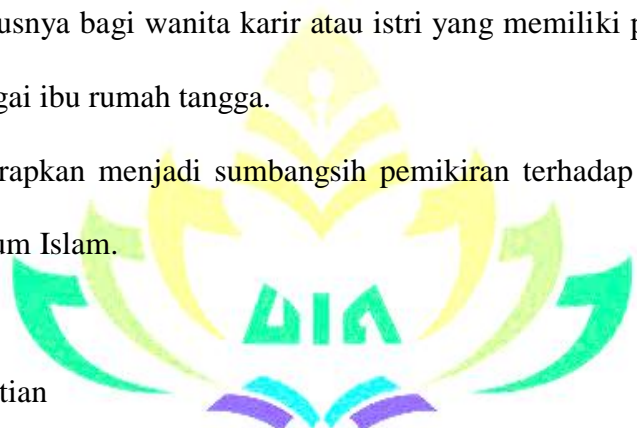 usnya bagi wanita karir atau istri yang memiliki p
gai ibu rumah tangga.
rapkan menjadi sumbangsih pemikiran terhadap
um Islam.
UIN
tian